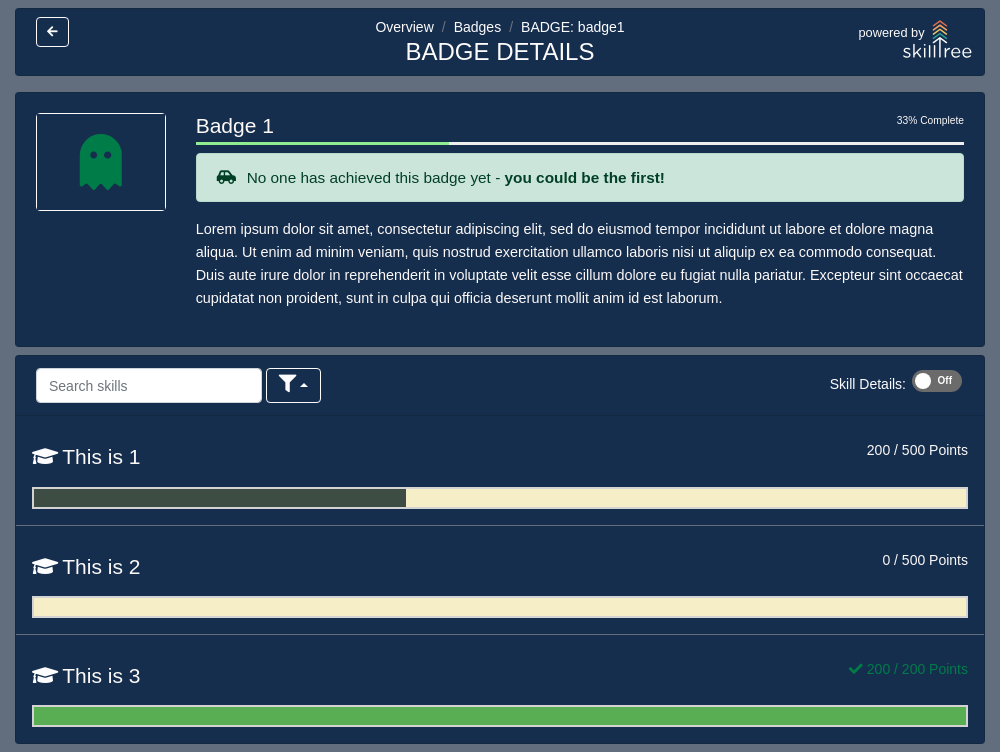 Overview / Badges / BADGE: badge1
BADGE DETAILS
powered by
skilltree
Badge 1
33% Complete
No one has achieved this badge yet - you could be the first!
Lorem ipsum dolor sit amet, consectetur adipiscing elit, sed do eiusmod tempor incididunt ut labore et dolore magna
aliqua. Ut enim ad minim veniam, quis nostrud exercitation ullamco laboris nisi ut aliquip ex ea commodo consequat.
Duis aute irure dolor in reprehenderit in voluptate velit esse cillum dolore eu fugiat nulla pariatur. Excepteur sint occaecat
cupidatat non proident, sunt in culpa qui officia deserunt mollit anim id est laborum.
Search skills
Skill Details: Off
This is 1
200 / 500 Points
This is 2
0 / 500 Points
This is 3
200 / 200 Points